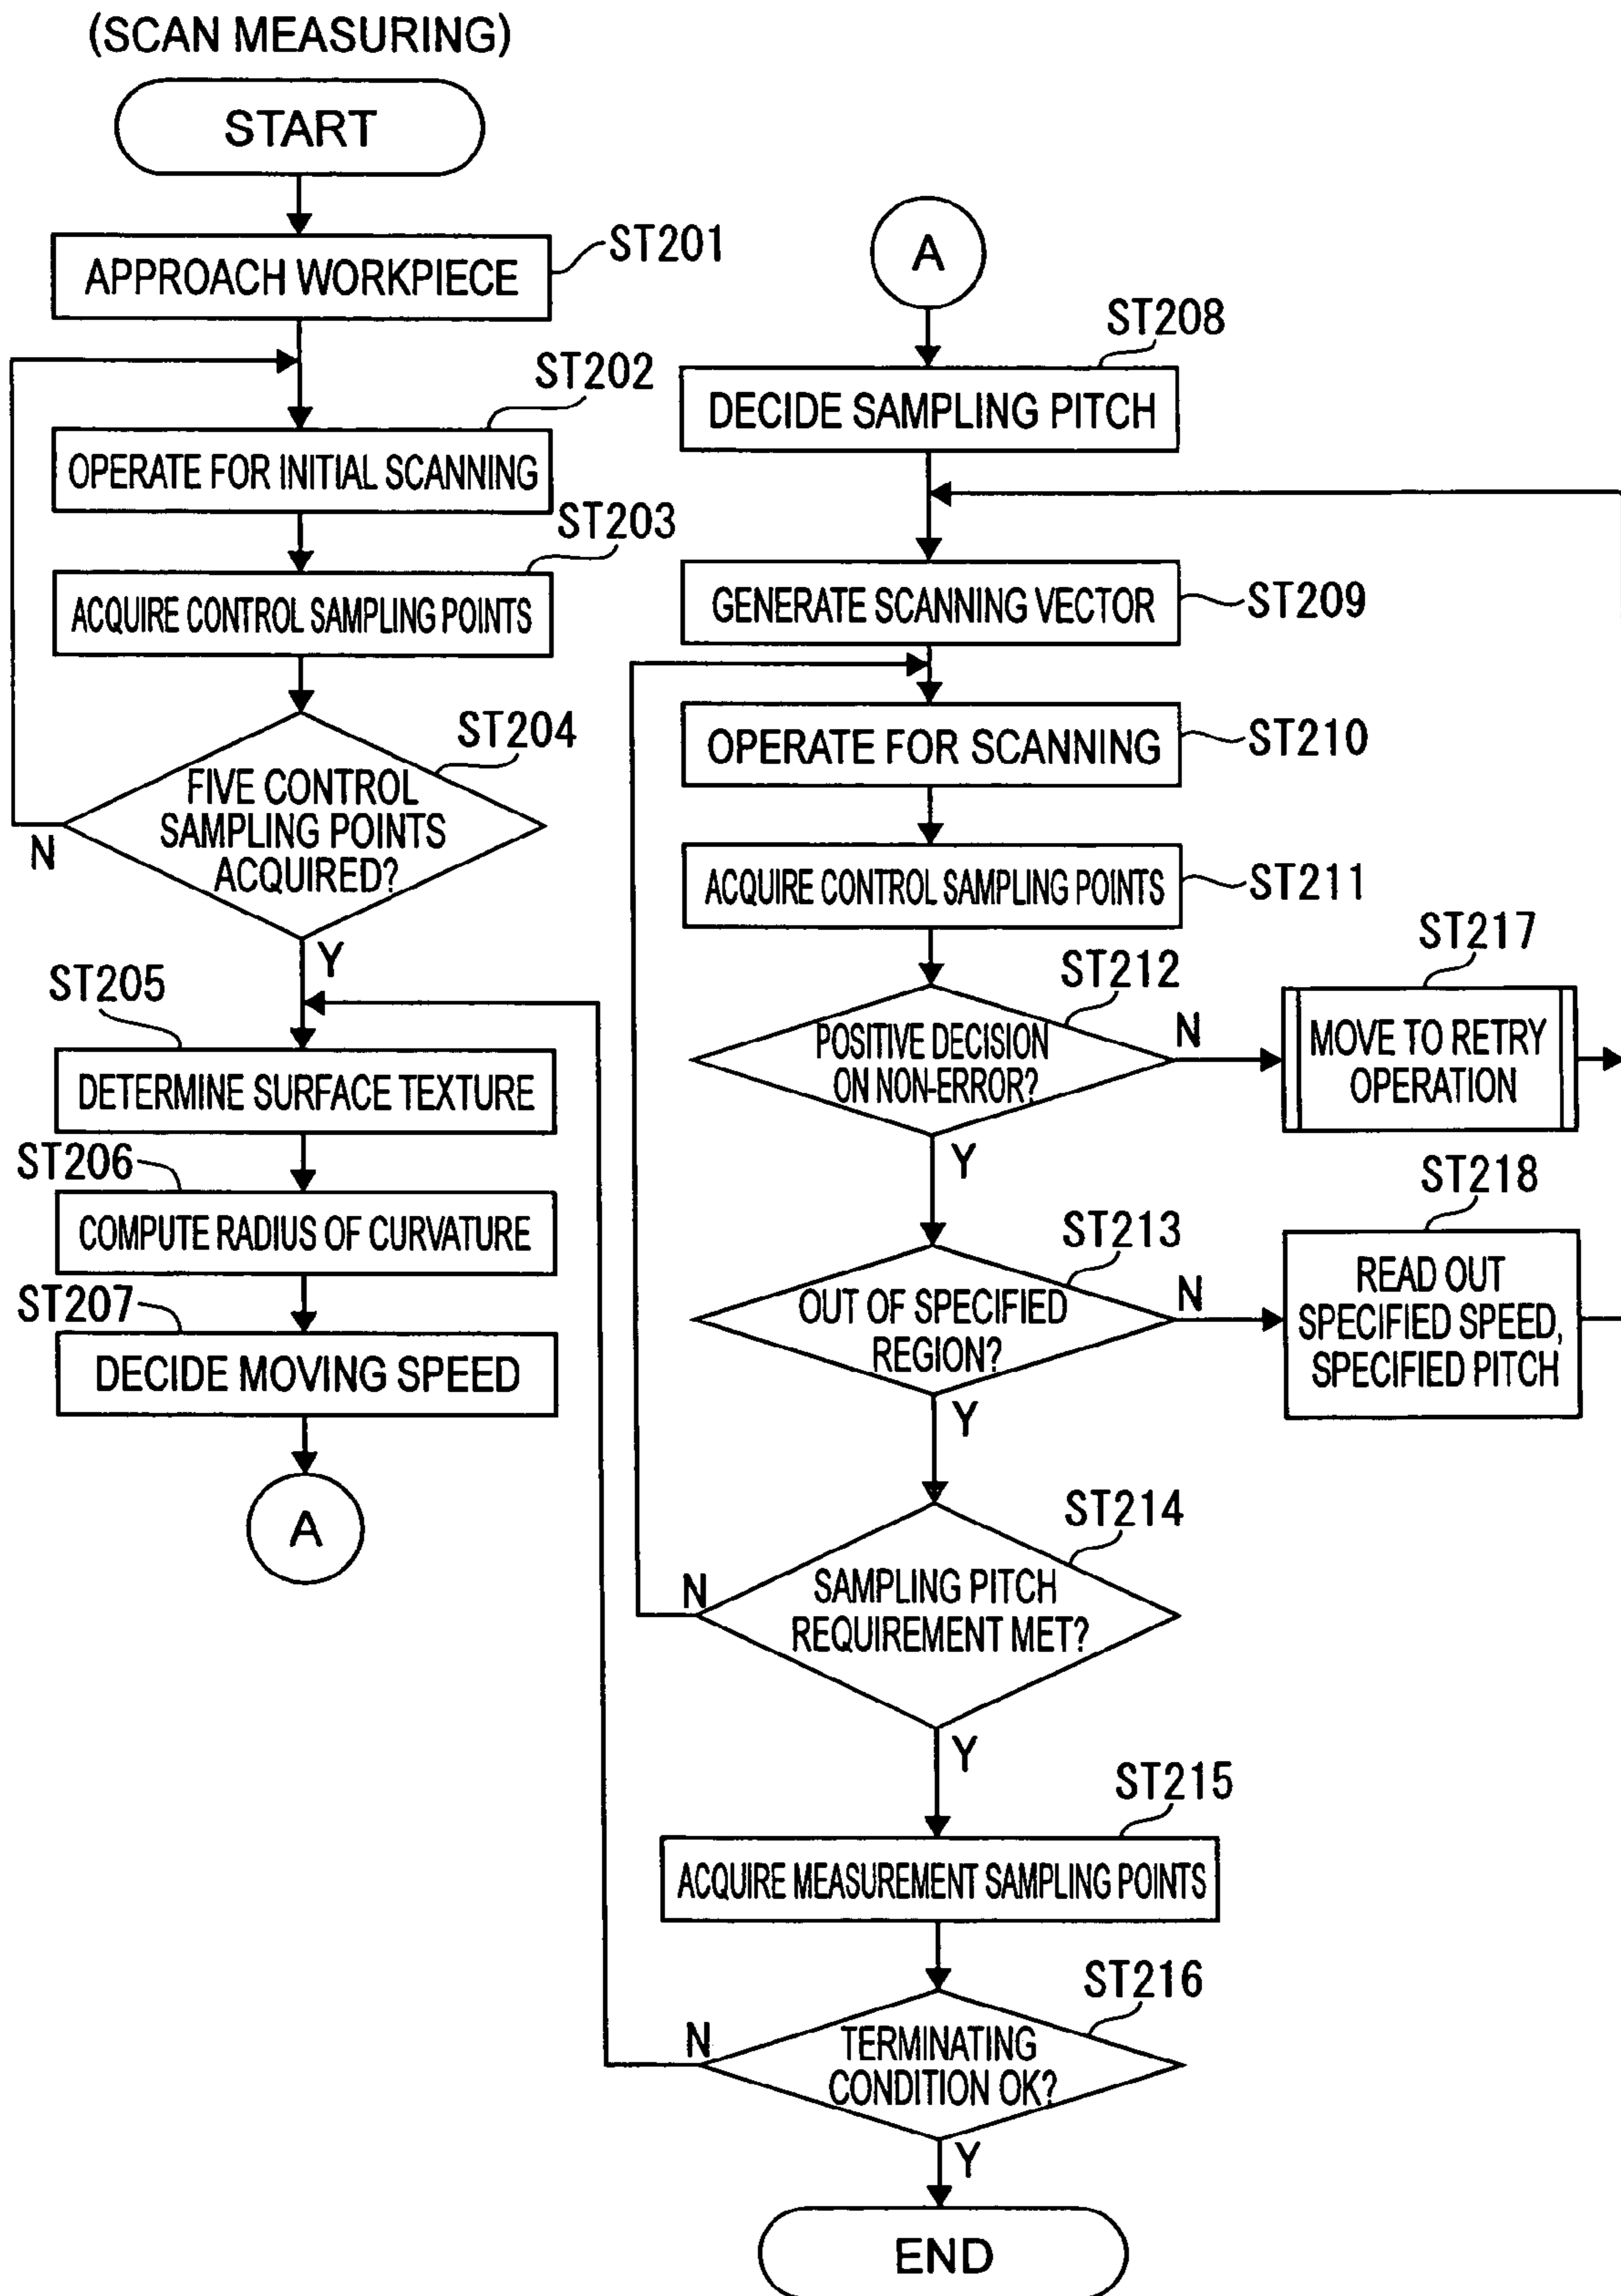 (SCAN MEASURING)
START
APPROACH WORKPIECE
ST201
ST202
OPERATE FOR INITIAL SCANNING
ST203
ACQUIRE CONTROL SAMPLING POINTS
ST204
FIVE CONTROL
SAMPLING POINTS
ACQUIRED?
N
Y
ST205
DETERMINE SURFACE TEXTURE
ST206
COMPUTE RADIUS OF CURVATURE
ST207
DECIDE MOVING SPEED
A
A
ST208
DECIDE SAMPLING PITCH
GENERATE SCANNING VECTOR
ST209
OPERATE FOR SCANNING
ST210
ACQUIRE CONTROL SAMPLING POINTS
ST211
ST212
POSITIVE DECISION
ON NON-ERROR?
N
Y
ST217
MOVE TO RETRY
OPERATION
ST213
OUT OF SPECIFIED
REGION?
N
Y
ST218
READ OUT
SPECIFIED SPEED,
SPECIFIED PITCH
ST214
SAMPLING PITCH
REQUIREMENT MET?
N
Y
ST215
ACQUIRE MEASUREMENT SAMPLING POINTS
ST216
TERMINATING
CONDITION OK?
N
Y
END